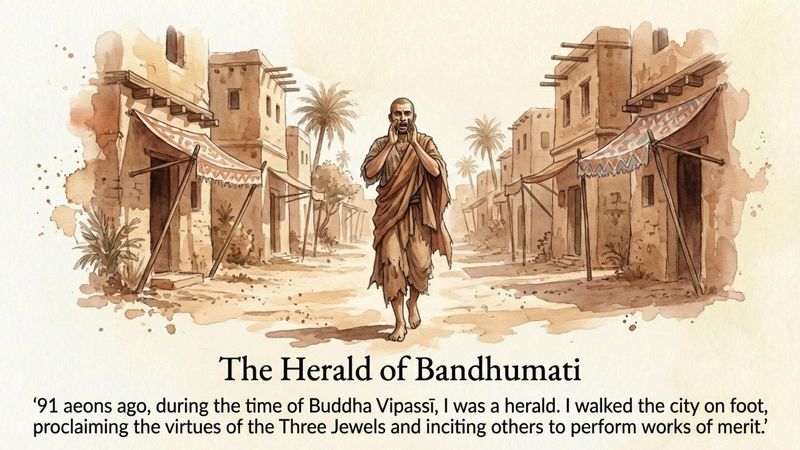 The Herald of Bandhumati
‘91 aeons ago, during the time of Buddha Vipassī, I was a herald. I walked the city on foot,
proclaiming the virtues of the Three Jewels and inciting others to perform works of merit.’